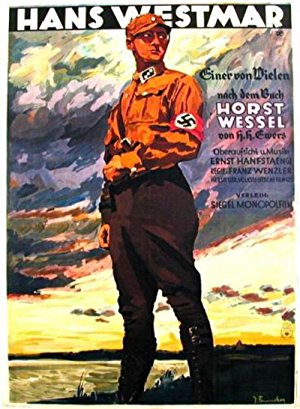 HANS WESTMAR
Einer von Vielen
nach dem Buch
HORST
WESSEL
von H.H. Ewers
Oberaufsicht u. Musik:
ERNST HANFSTAENGL
REGIE: FRANZ WENZLER
VERLEIH:
SIEGEL MONOPOLFILM